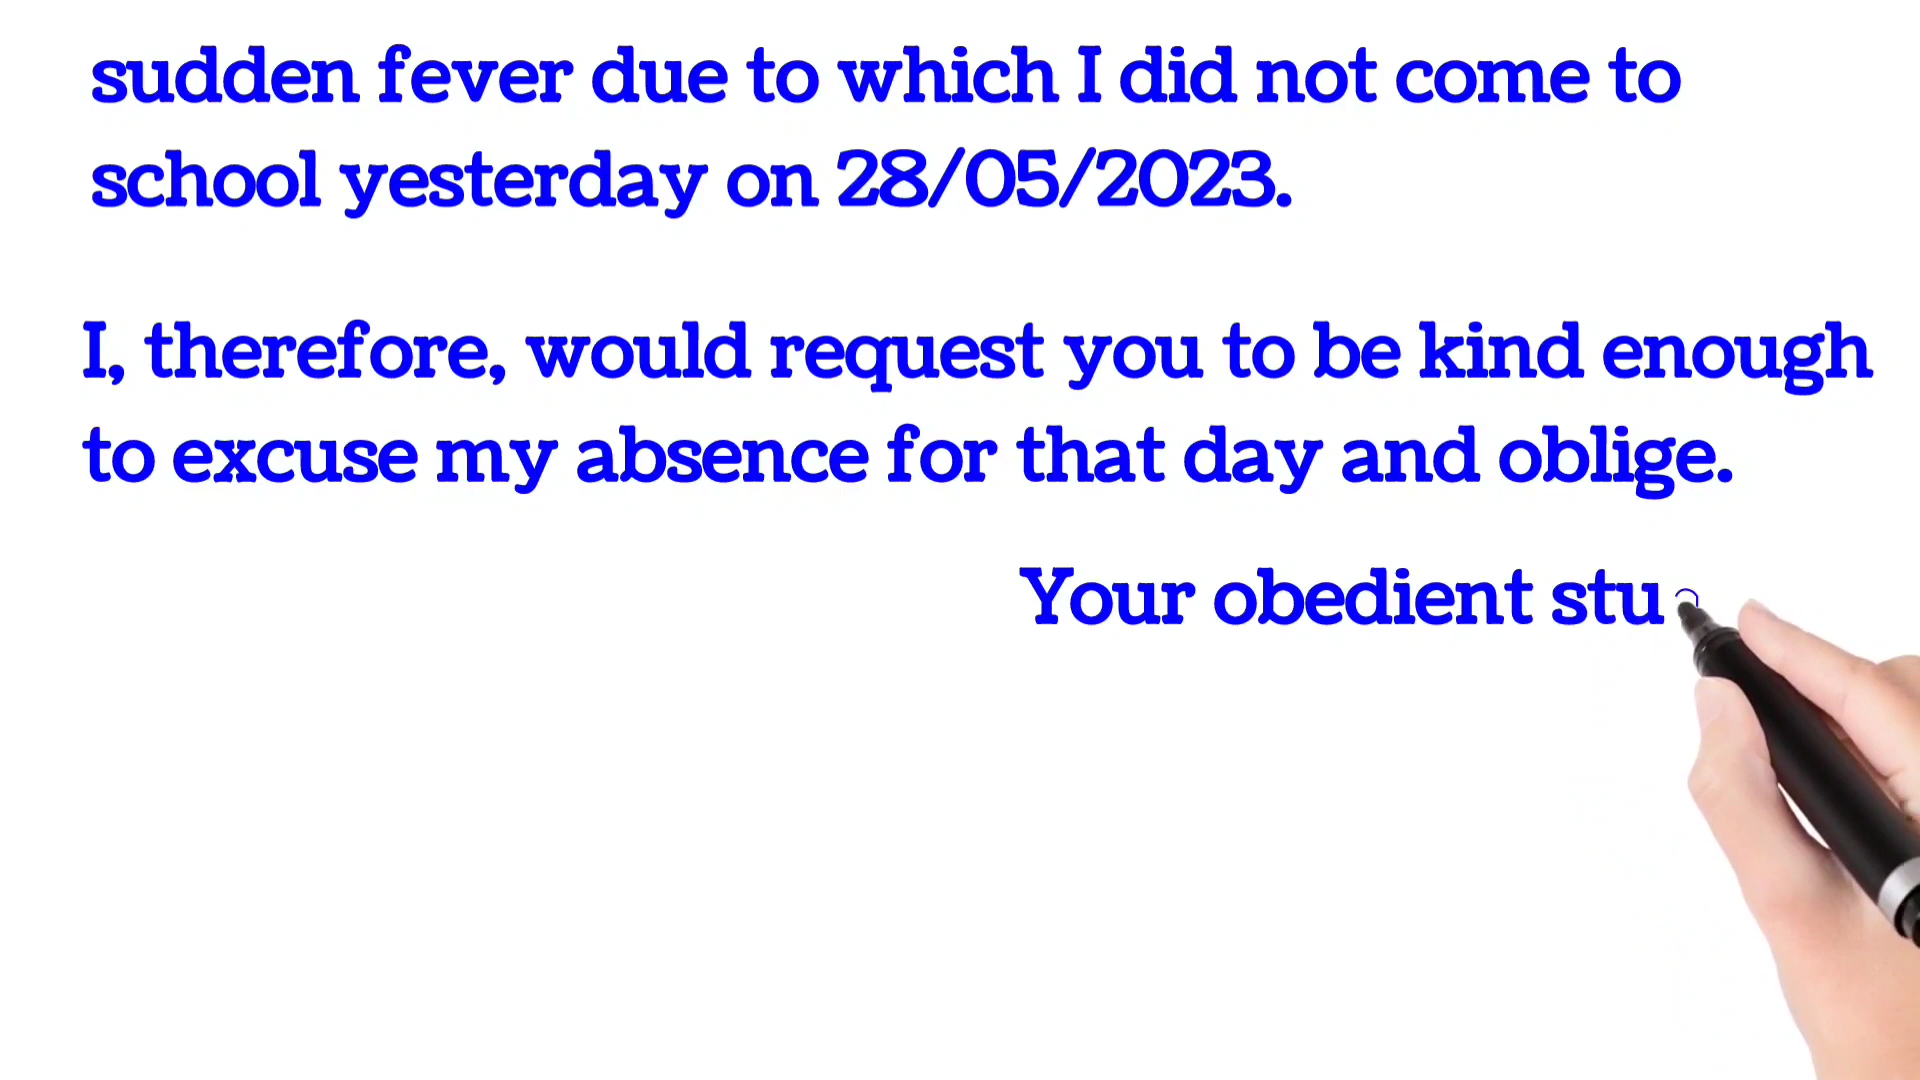 sudden fever due to which I did not come to
school yesterday on 28/05/2023.
I, therefore, would request you to be kind enough
to excuse my absence for that day and oblige.
Your obedient stu